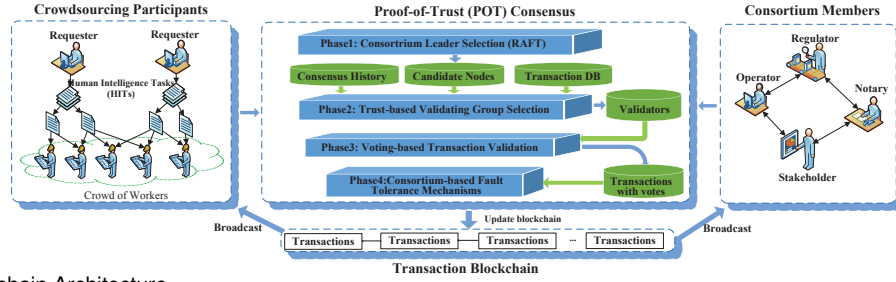 Crowdsourcing Participants
Requester
Requester
Human Intelligence Tasks
(HITs)
Crowd of Workers
Proof-of-Trust (POT) Consensus
Phase1: Consortrium Leader Selection (RAFT)
Consensus History
Candidate Nodes
Transaction DB
Phase2: Trust-based Validating Group Selection
Validators
Phase3: Voting-based Transaction Validation
Phase4:Consortium-based Fault
Tolerance Mechanisms
Transactions
with votes
Consortium Members
Regulator
Operator
Notary
Stakeholder
Broadcast
Update blockchain
Broadcast
Transactions
Transactions
Transactions
...
Transactions
Transaction Blockchain
chain Architecture